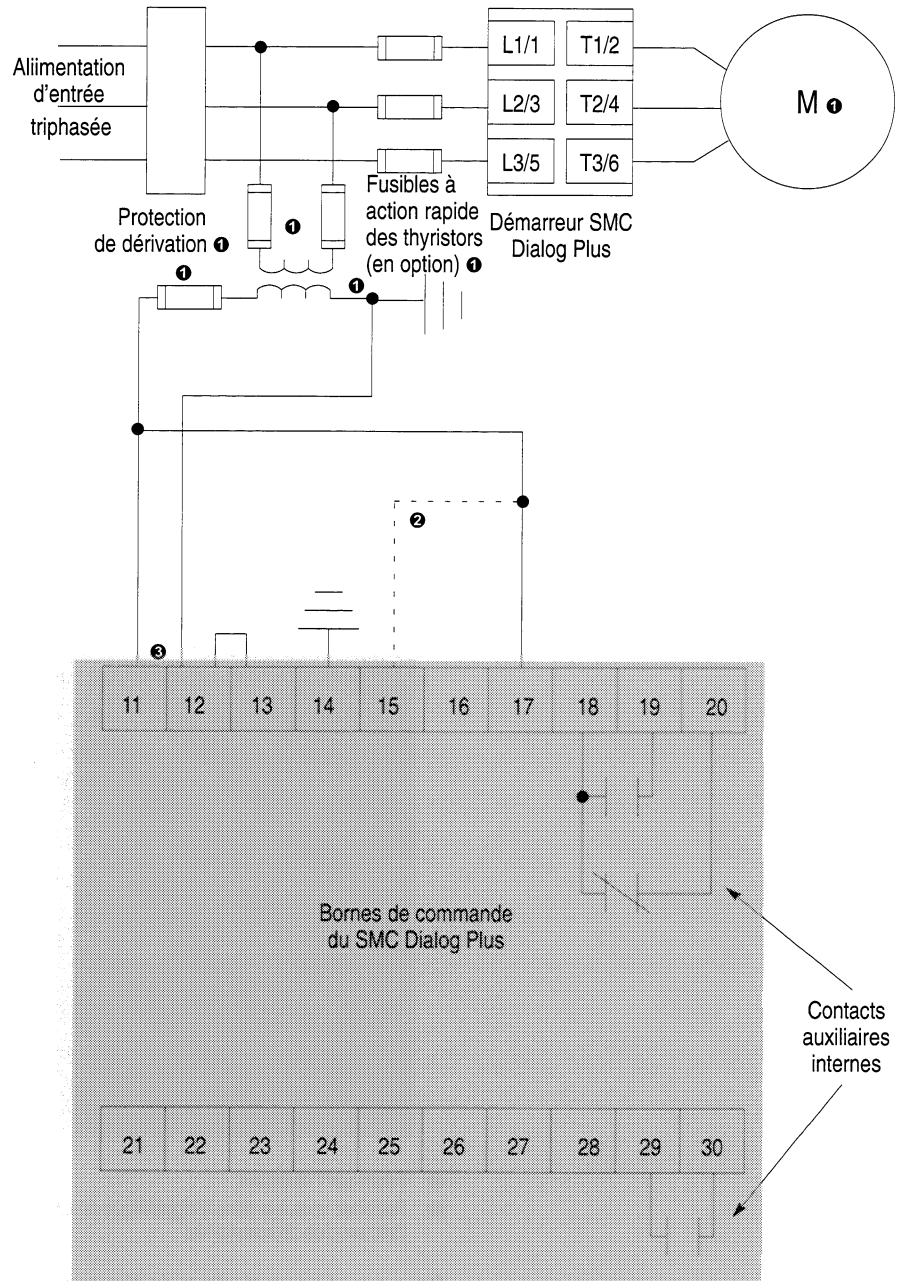 L1/1 T1/2
Aliimentation
d'entrée
triphasée
L2/3 T2/4
M ❶
L3/5 T3/6
Protection
de dérivation ❶
❶
Fusibles à
action rapide
des thyristors
(en option) ❶
Démarreur SMC
Dialog Plus
❶
❶
❷
❸
11 12 13 14 15 16 17 18 19 20
Bornes de commande
du SMC Dialog Plus
Contacts
auxiliaires
internes
21 22 23 24 25 26 27 28 29 30